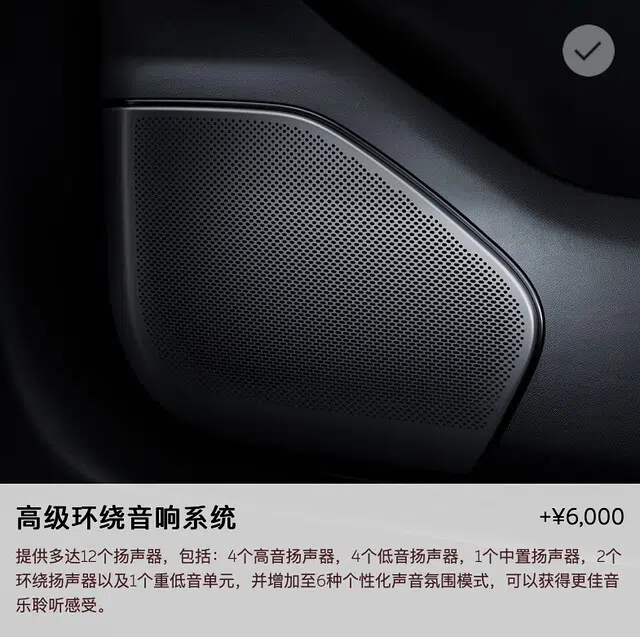 高级环绕音响系统
+¥6,000
提供多达12个扬声器，包括：4个高音扬声器，4个低音扬声器，1个中置扬声器，2个
环绕扬声器以及1个重低音单元，并增加至6种个性化声音氛围模式，可以获得更佳音
乐聆听感受。